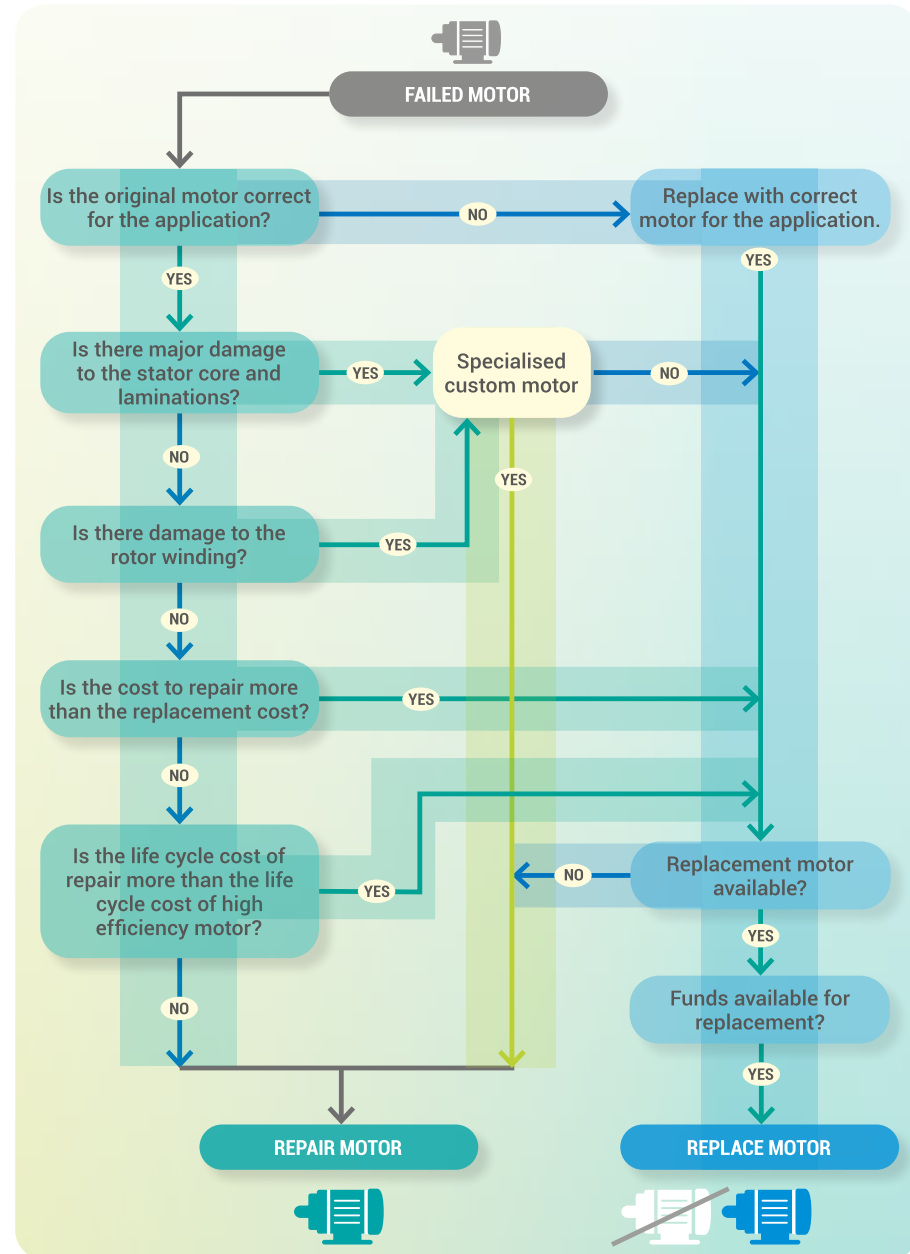 FAILED MOTOR
Is the original motor correct
for the application?
NO
Replace with correct
motor for the application.
YES
YES
Is there major damage
to the stator core and
laminations?
YES
Specialised
custom motor
NO
NO
YES
Is there damage to the
rotor winding?
YES
NO
Is the cost to repair more
than the replacement cost?
YES
NO
Is the life cycle cost of
repair more than the life
cycle cost of high
efficiency motor?
YES
Replacement motor
available?
NO
YES
Funds available for
replacement?
NO
YES
REPAIR MOTOR
REPLACE MOTOR